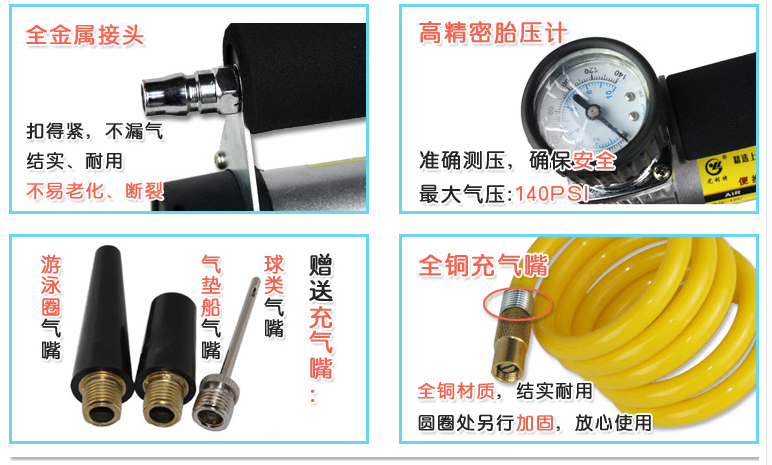 全金属接头
扣得紧，不漏气
结实、耐用
不易老化、断裂
高精密胎压计
准确测压，确保安全
最大气压:140PSI
尤利特
AIR
赠送充气嘴：
球类气嘴
气垫船气嘴
游泳圈气嘴
全铜充气嘴
全铜材质，结实耐用
圆圈处另行加固，放心使用